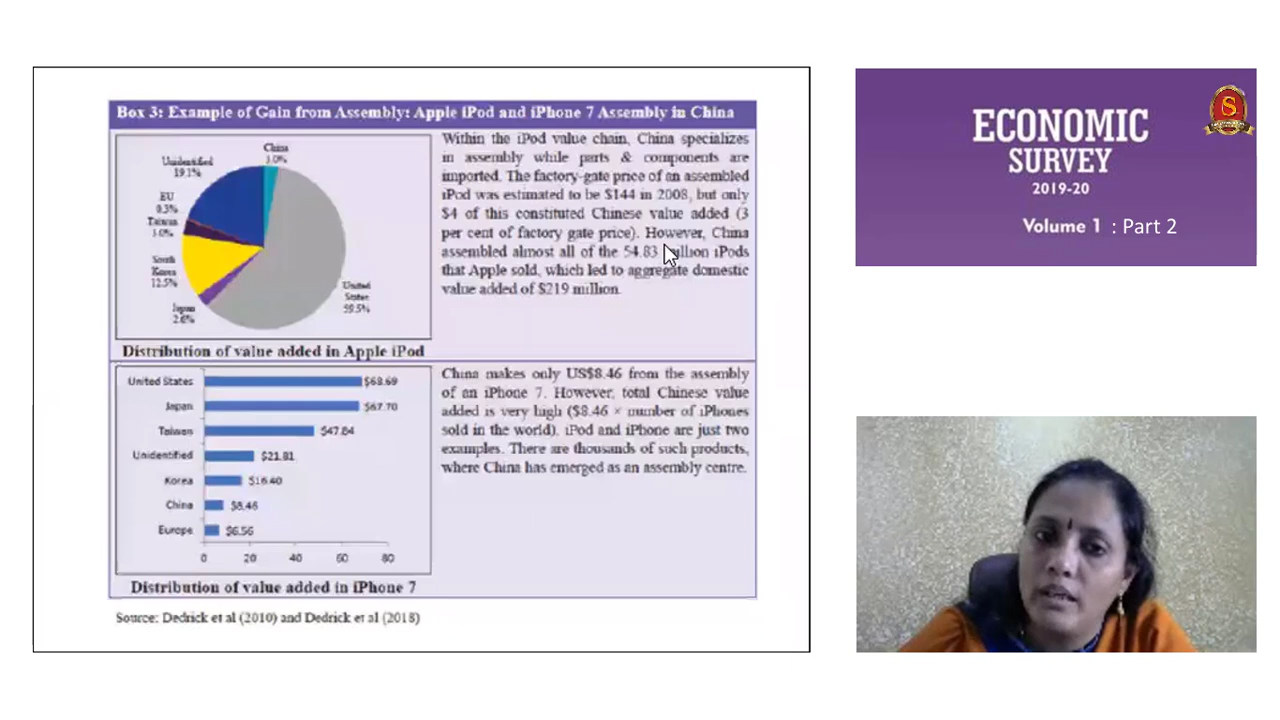 Box 3: Example of Gain from Assembly: Apple iPod and iPhone 7 Assembly in China
China
3.0%
Unidentified
19.1%
EU
0.3%
Taiwan
3.0%
South
Korea
12.5%
Japan
2.6%
United
States
59.5%
Distribution of value added in Apple iPod
Within the iPod value chain, China specializes
in assembly while parts & components are
imported. The factory-gate price of an assembled
iPod was estimated to be $144 in 2008, but only
$4 of this constituted Chinese value added (3
per cent of factory gate price). However, China
assembled almost all of the 54.83 million iPods
that Apple sold, which led to aggregate domestic
value added of $219 million.
United States $68.69
Japan $67.70
Taiwan $47.84
Unidentified $21.81
Korea $16.40
China $8.46
Europe $6.56
0 20 40 60 80
Distribution of value added in iPhone 7
China makes only US$8.46 from the assembly
of an iPhone 7. However, total Chinese value
added is very high ($8.46 × number of iPhones
sold in the world). iPod and iPhone are just two
examples. There are thousands of such products,
where China has emerged as an assembly centre.
Source: Dedrick et al (2010) and Dedrick et al (2018)
ECONOMIC
SURVEY
2019-20
Volume 1 : Part 2
S